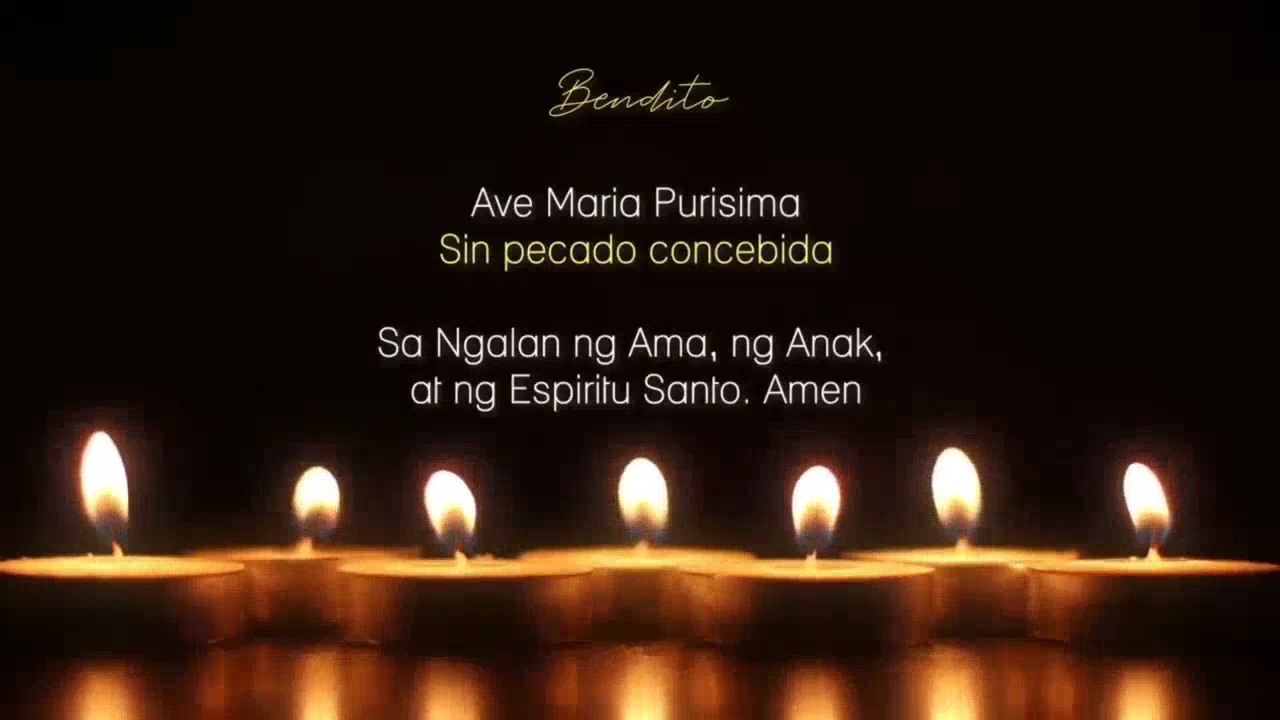 Bendito
Ave Maria Purisima
Sin pecado concebida
Sa Ngalan ng Ama, ng Anak,
at ng Espiritu Santo. Amen